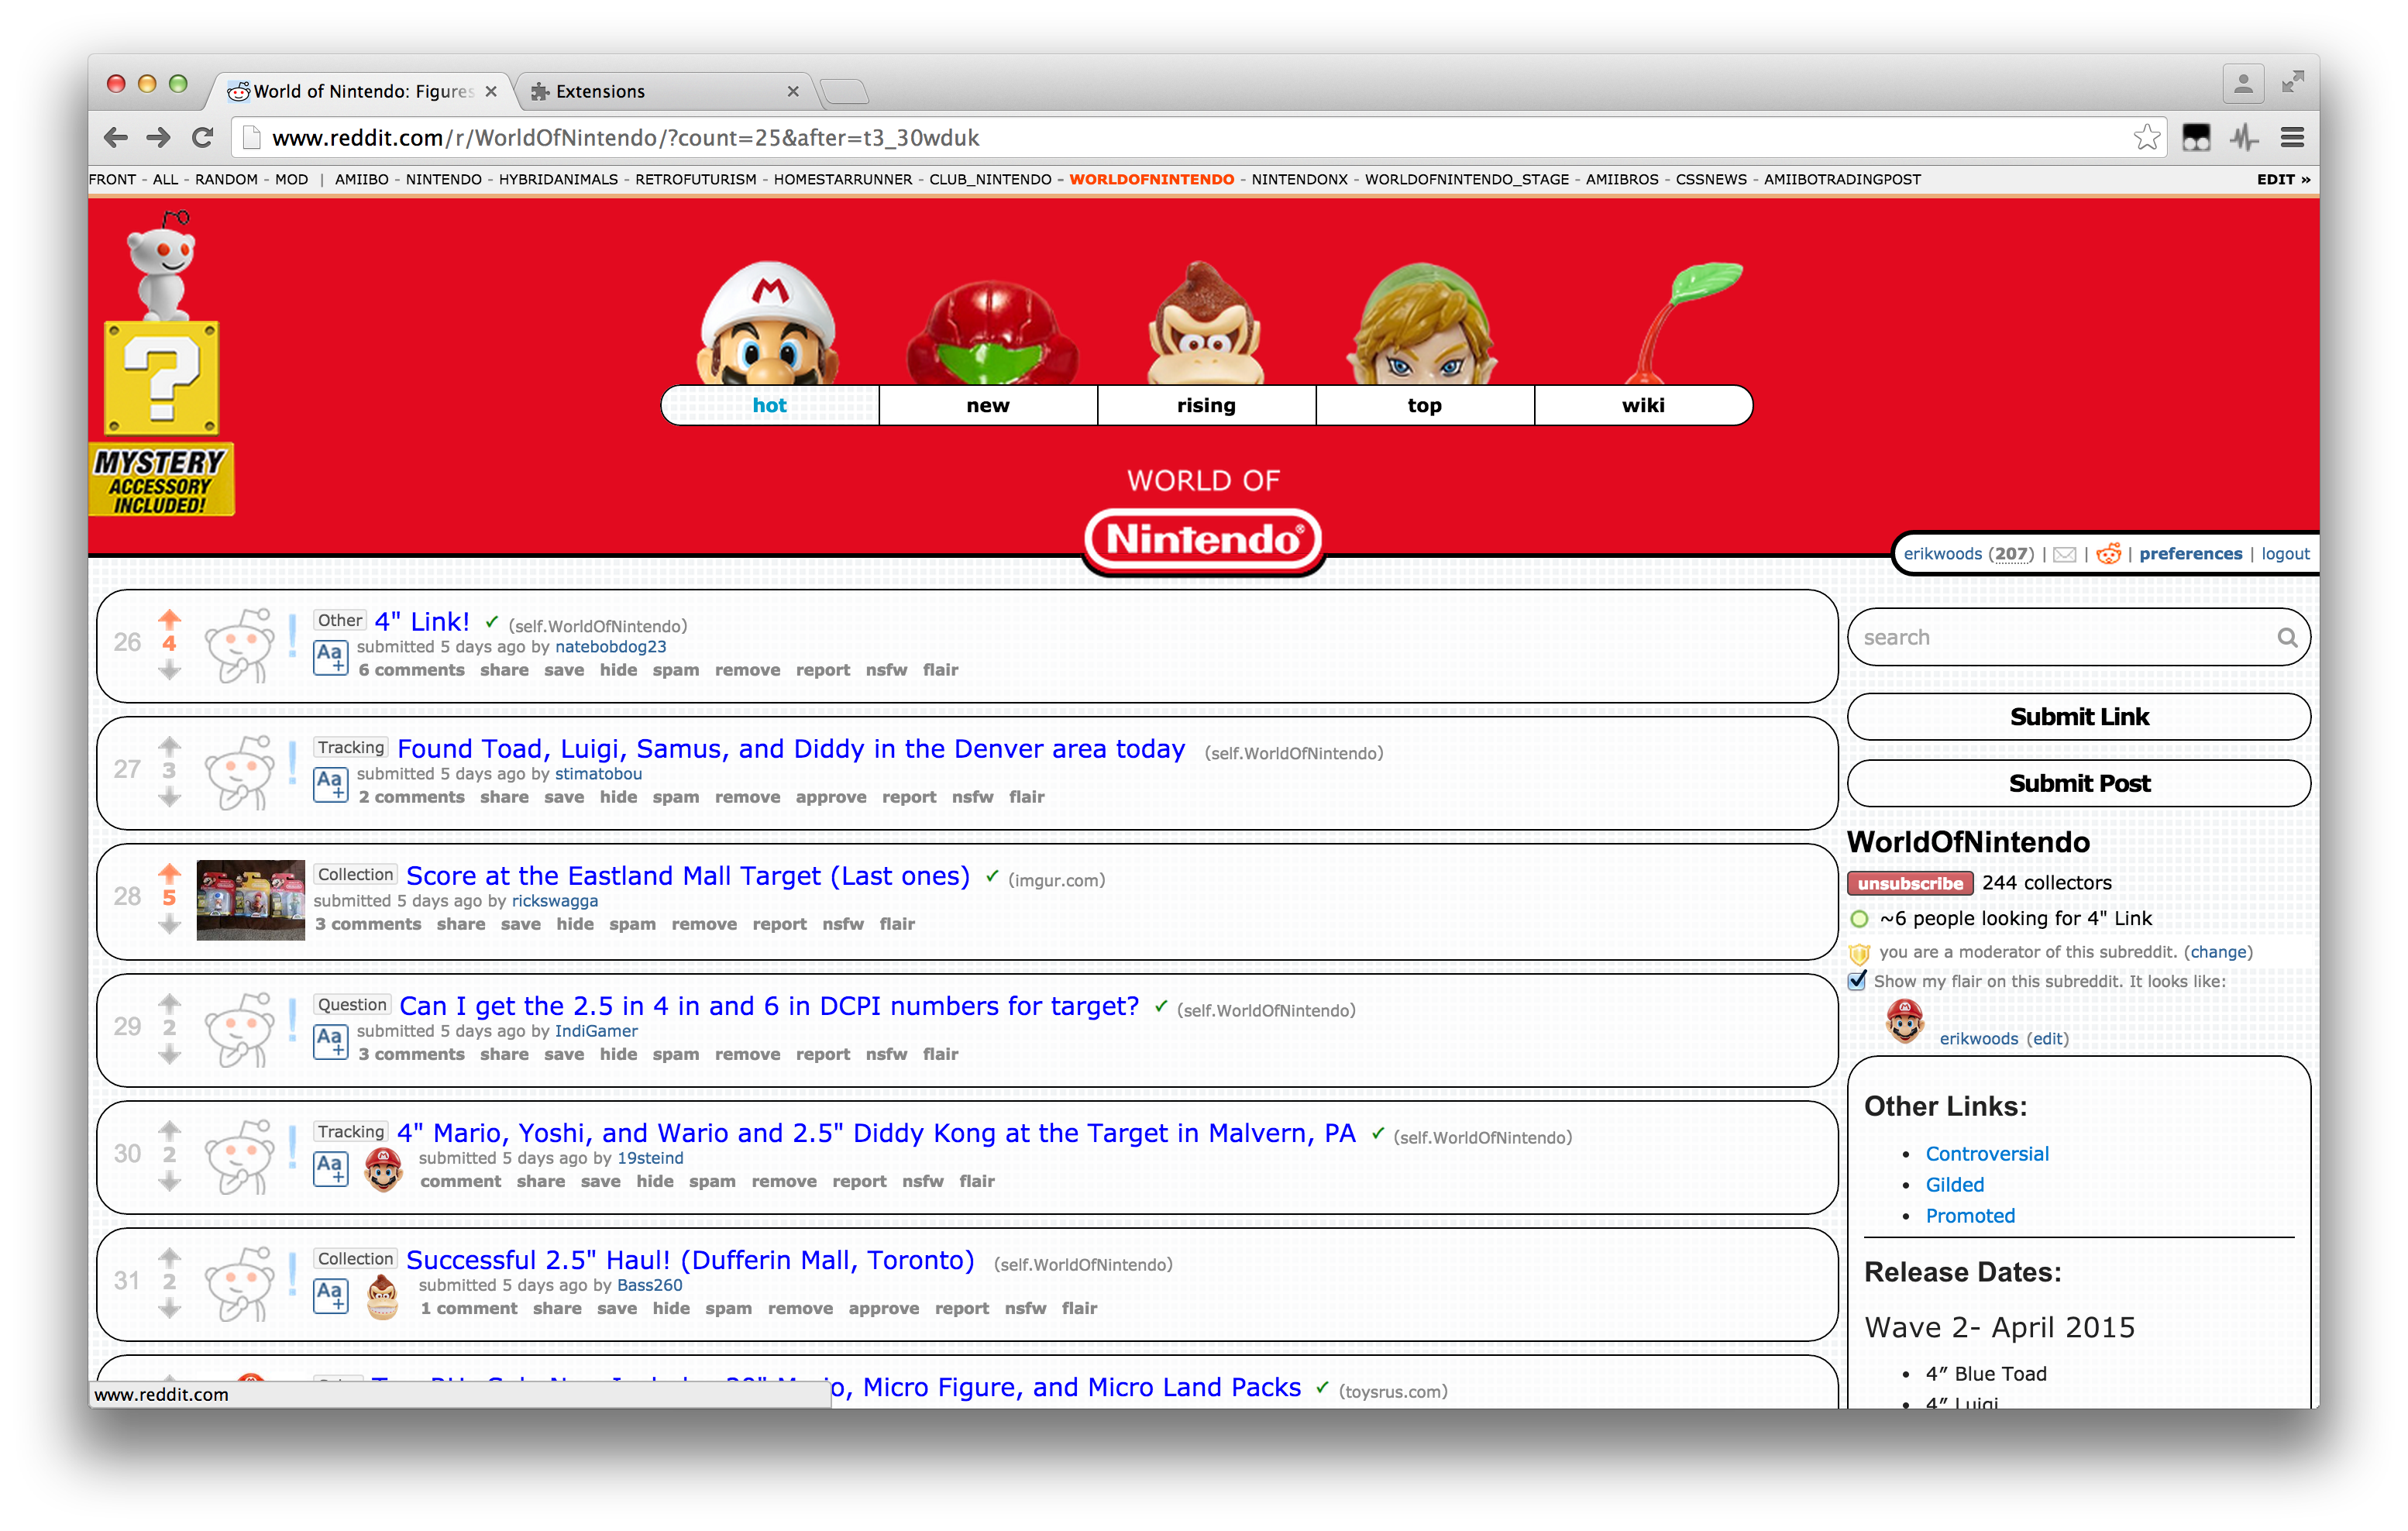 World of Nintendo: Figures
Extensions
www.reddit.com/r/WorldOfNintendo/?count=25&after=t3_30wduk
FRONT - ALL - RANDOM - MOD | AMIIBO - NINTENDO - HYBRIDANIMALS - RETROFUTURISM - HOMESTARRUNNER - CLUB_NINTENDO - WORLDOFNINTENDO - NINTENDONX - WORLDOFNINTENDO_STAGE - AMIIBROS - CSSNEWS - AMIIBOTRADINGPOST EDIT »
M
?
MYSTERY
ACCESSORY
INCLUDED!
hot new rising top wiki
WORLD OF
Nintendo®
erikwoods (207) | | | preferences | logout
26 4 Other 4" Link! ✓ (self.WorldOfNintendo)
Aa+ submitted 5 days ago by natebobdog23
6 comments share save hide spam remove report nsfw flair
27 3 Tracking Found Toad, Luigi, Samus, and Diddy in the Denver area today (self.WorldOfNintendo)
Aa+ submitted 5 days ago by stimatobou
2 comments share save hide spam remove approve report nsfw flair
28 5 Collection Score at the Eastland Mall Target (Last ones) ✓ (imgur.com)
submitted 5 days ago by rickswagga
3 comments share save hide spam remove report nsfw flair
29 2 Question Can I get the 2.5 in 4 in and 6 in DCPI numbers for target? ✓ (self.WorldOfNintendo)
Aa+ submitted 5 days ago by IndiGamer
3 comments share save hide spam remove report nsfw flair
30 2 Tracking 4" Mario, Yoshi, and Wario and 2.5" Diddy Kong at the Target in Malvern, PA ✓ (self.WorldOfNintendo)
Aa+ submitted 5 days ago by 19steind
comment share save hide spam remove report nsfw flair
31 2 Collection Successful 2.5" Haul! (Dufferin Mall, Toronto) (self.WorldOfNintendo)
Aa+ submitted 5 days ago by Bass260
1 comment share save hide spam remove approve report nsfw flair
Micro Figure, and Micro Land Packs ✓ (toysrus.com)
www.reddit.com
search
Submit Link
Submit Post
WorldOfNintendo
unsubscribe 244 collectors
~6 people looking for 4" Link
you are a moderator of this subreddit. (change)
Show my flair on this subreddit. It looks like:
erikwoods (edit)
Other Links:
• Controversial
• Gilded
• Promoted
Release Dates:
Wave 2- April 2015
• 4” Blue Toad
• 4” Luigi